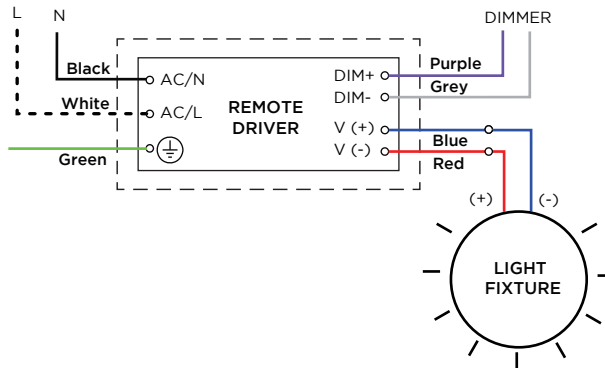 L N
DIMMER
Black
AC/N
DIM+
Purple
White
AC/L
REMOTE
DRIVER
DIM-
Grey
Green
V (+)
Blue
V (-)
Red
(+) (-)
LIGHT
FIXTURE